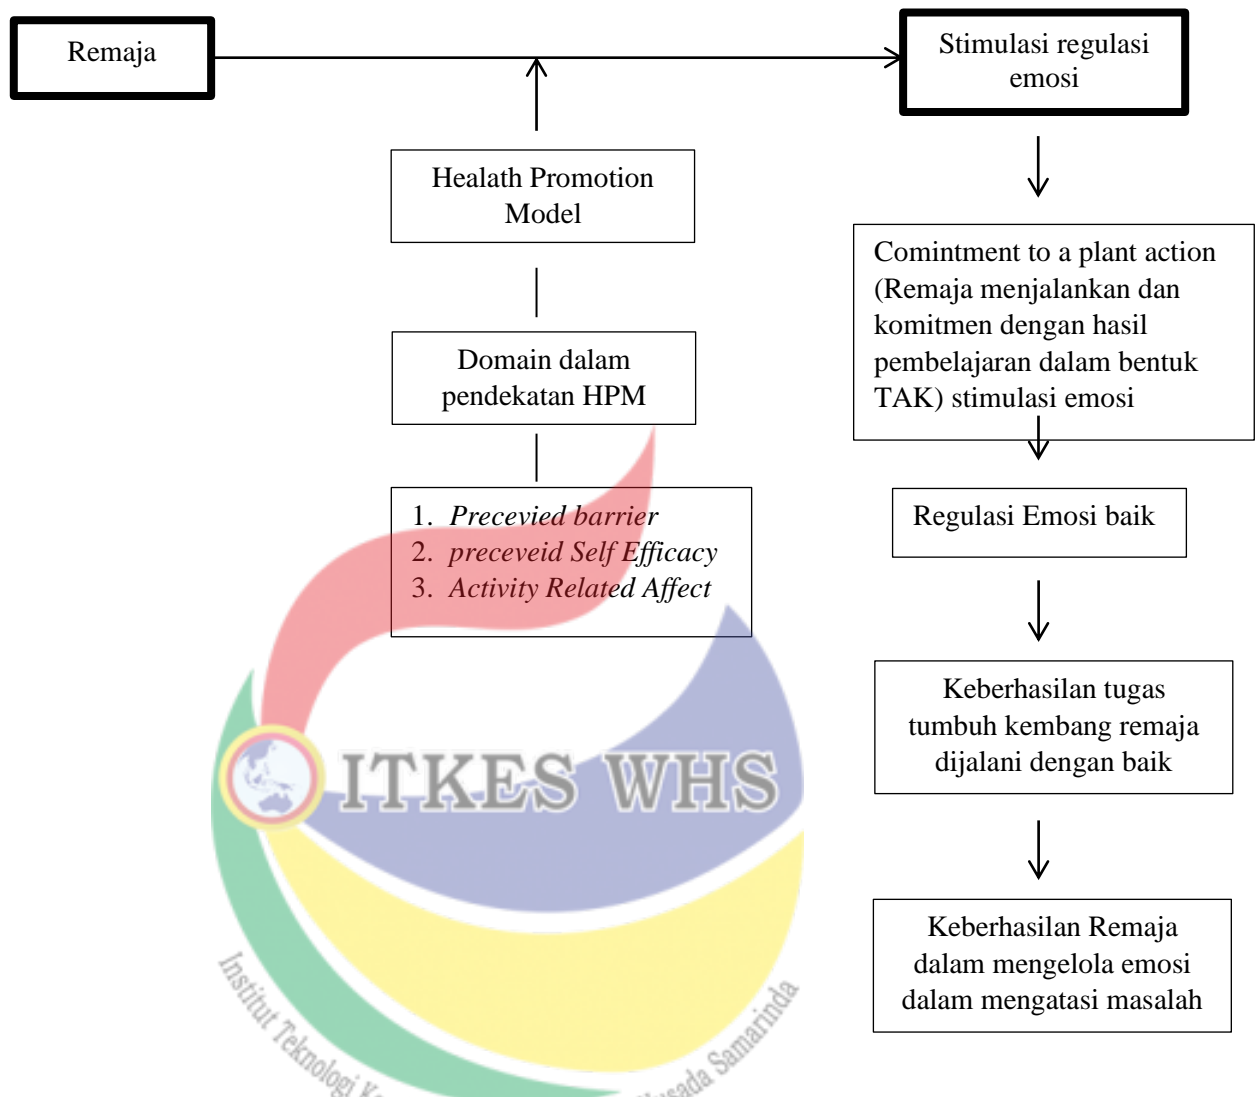 Remaja
Stimulasi regulasi
emosi
Healath Promotion
Model
Comintment to a plant action
(Remaja menjalankan dan
komitmen dengan hasil
pembelajaran dalam bentuk
TAK) stimulasi emosi
Domain dalam
pendekatan HPM
1. Precevied barrier
2. preceveid Self Efficacy
3. Activity Related Affect
Regulasi Emosi baik
Keberhasilan tugas
tumbuh kembang remaja
dijalani dengan baik
Keberhasilan Remaja
dalam mengelola emosi
dalam mengatasi masalah
ITKES WHS
Institut Teknologi
Samarinda